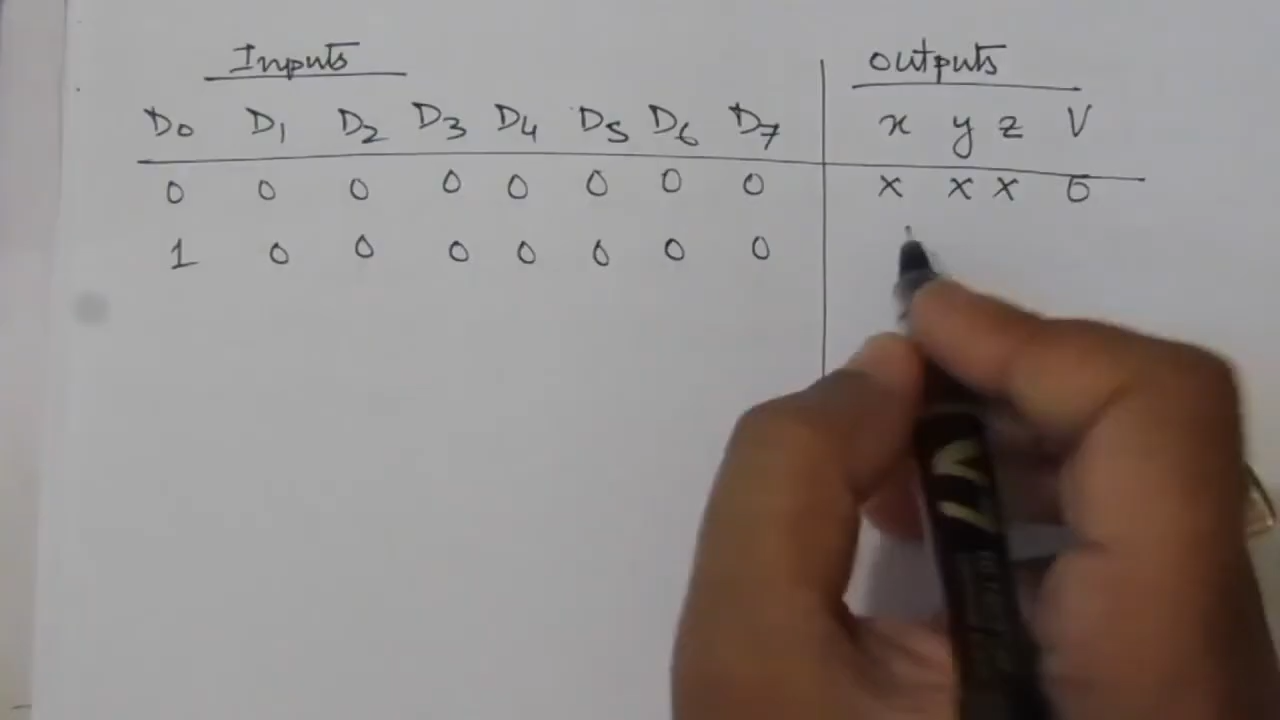 Inputs outputs
D0 D1 D2 D3 D4 D5 D6 D7 x y z V
0 0 0 0 0 0 0 0 x x x 0
1 0 0 0 0 0 0 0
V7